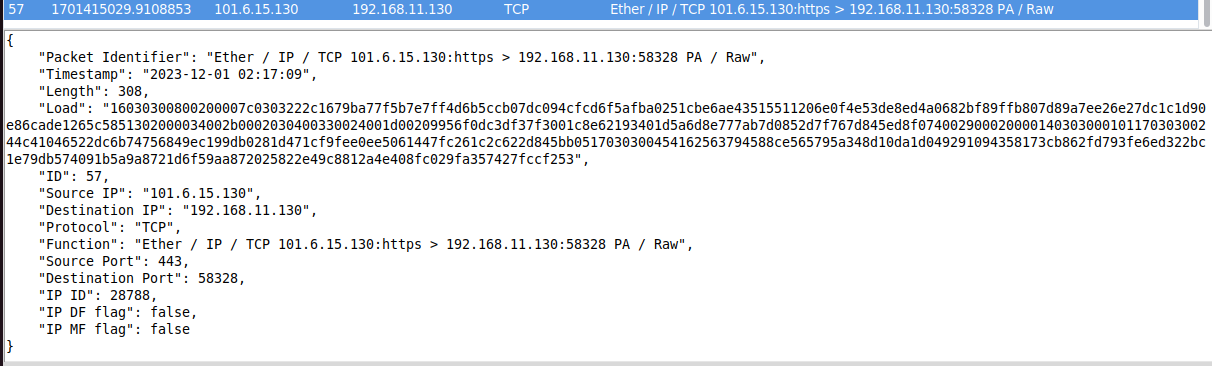 57 1701415029.9108853 101.6.15.130 192.168.11.130 TCP Ether / IP / TCP 101.6.15.130:https > 192.168.11.130:58328 PA / Raw
{
"Packet Identifier": "Ether / IP / TCP 101.6.15.130:https > 192.168.11.130:58328 PA / Raw",
"Timestamp": "2023-12-01 02:17:09",
"Length": 308,
"Load": "16030300800200007c0303222c1679ba77f5b7e7ff4d6b5ccb07dc094cfcd6f5afba0251cbe6ae43515511206e0f4e53de8ed4a0682bf89ffb807d89a7ee26e27dc1c1d90
e86cade1265c5851302000034002b0002030400330024001d00209956f0dc3df37f3001c8e62193401d5a6d8e777ab7d0852d7f767d845ed8f07400290002000014030300010117030300​2
44c41046522dc6b74756849ec199db0281d471cf9fee0ee5061447fc261c2c622d845bb0517030300454162563794588ce565795a348d10da1d049291094358173cb862fd793fe6ed322bc
1e79db574091b5a9a8721d6f59aa872025822e49c8812a4e408fc029fa357427fccf253",
"ID": 57,
"Source IP": "101.6.15.130",
"Destination IP": "192.168.11.130",
"Protocol": "TCP",
"Function": "Ether / IP / TCP 101.6.15.130:https > 192.168.11.130:58328 PA / Raw",
"Source Port": 443,
"Destination Port": 58328,
"IP ID": 28788,
"IP DF flag": false,
"IP MF flag": false
}